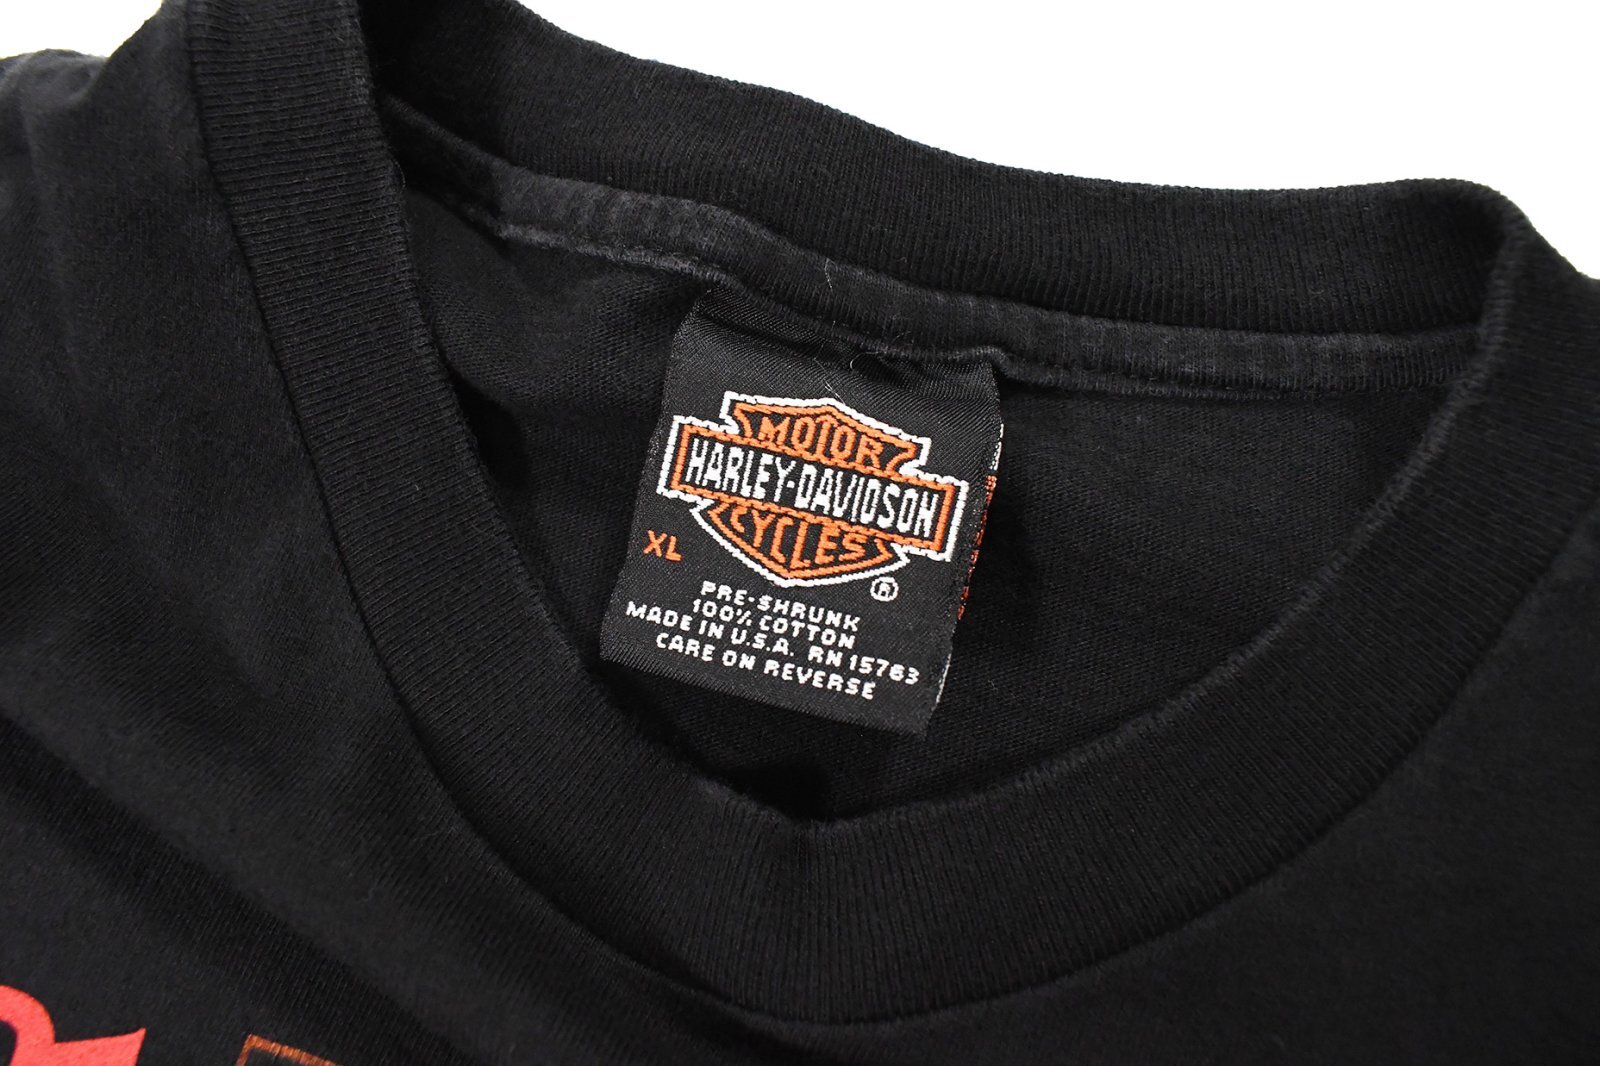 MOTOR
HARLEY-DAVIDSON
CYCLES
®
XL
PRE-SHRUNK
100% COTTON
MADE IN U.S.A. RN 15763
CARE ON REVERSE